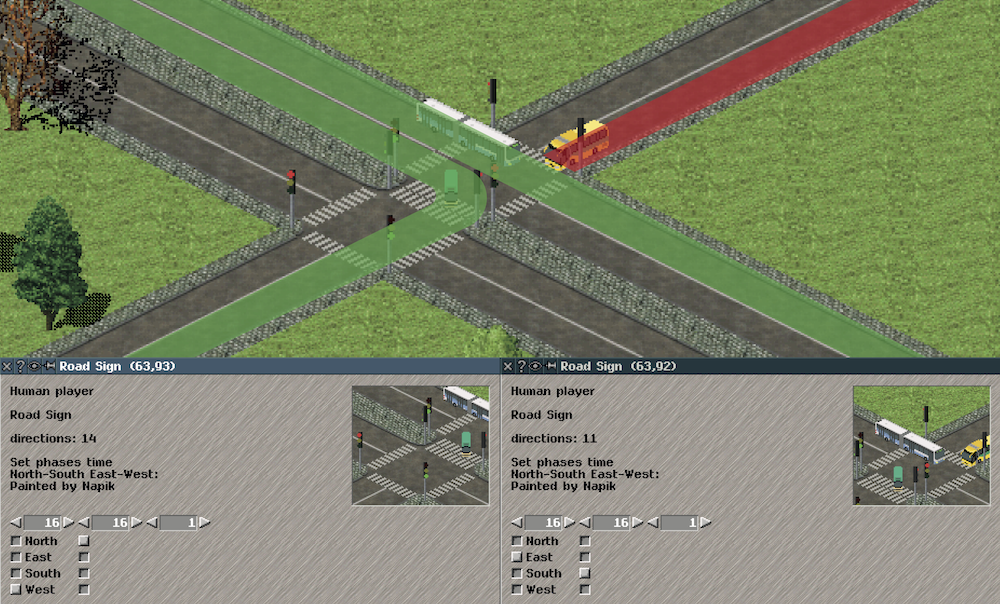 Road Sign (63,93)
Human player
Road Sign
directions: 14
Set phases time
North-South East-West:
Painted by Napik
16 16 1
North
East
South
West
Road Sign (63,92)
Human player
Road Sign
directions: 11
Set phases time
North-South East-West:
Painted by Napik
16 16 1
North
East
South
West